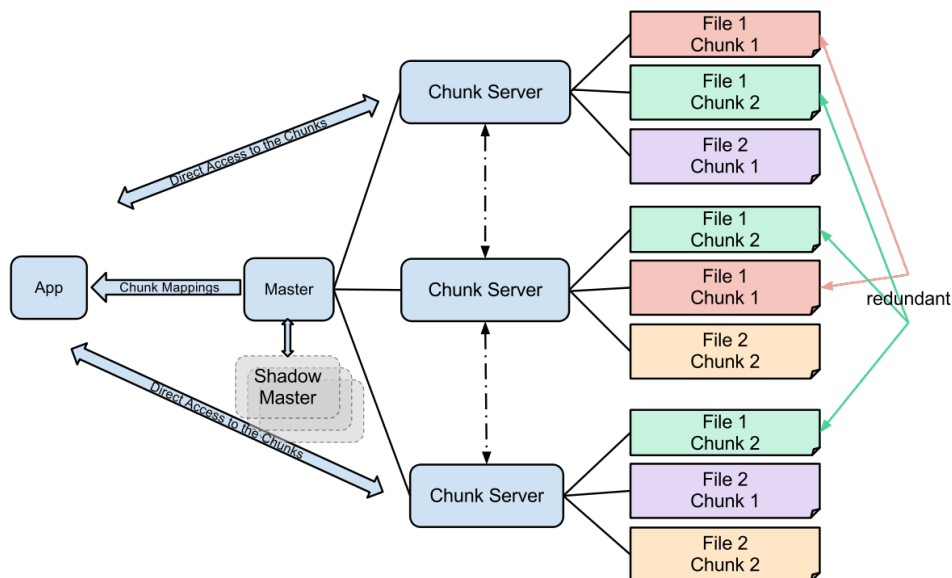 File 1
Chunk 1
Chunk Server
File 1
Chunk 2
File 2
Chunk 1
Direct Access to the Chunks
File 1
Chunk 2
App
Chunk Mappings
Master
Chunk Server
File 1
Chunk 1
redundant
File 2
Chunk 2
Shadow
Master
Direct Access to the Chunks
File 1
Chunk 2
Chunk Server
File 2
Chunk 1
File 2
Chunk 2